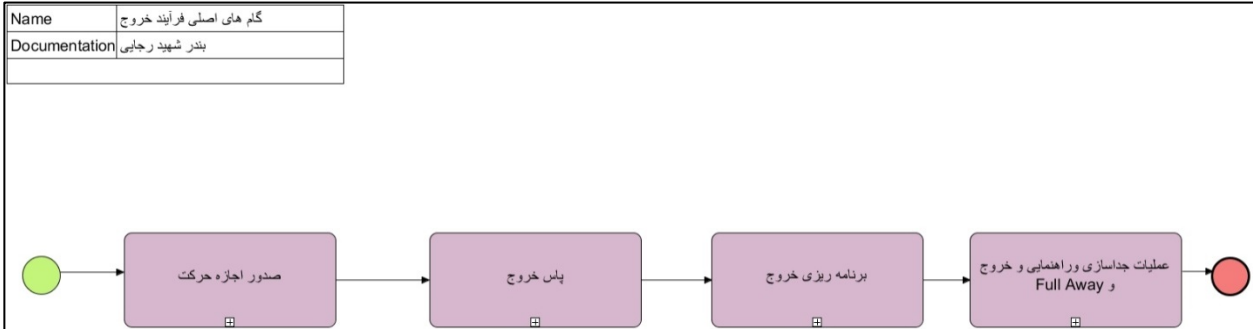 Name گام های اصلی فرآیند خروج
Documentation بندر شهید رجایی
صدور اجازه حرکت
پاس خروج
برنامه ریزی خروج
عملیات جداسازی وراهنمایی و خروج
و Full Away